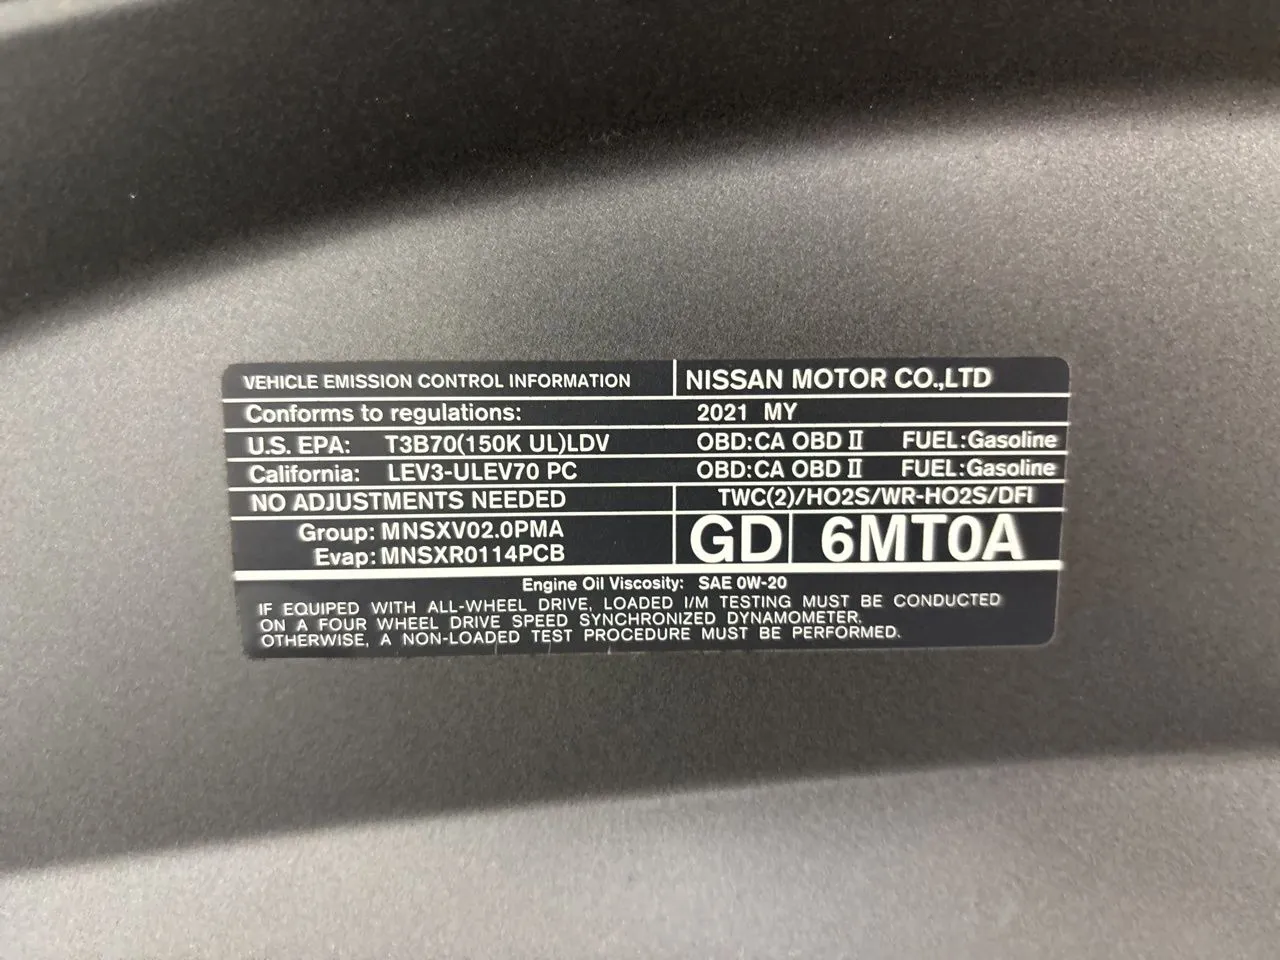 VEHICLE EMISSION CONTROL INFORMATION NISSAN MOTOR CO.,LTD
Conforms to regulations: 2021 MY
U.S. EPA: T3B70(150K UL)LDV OBD:CA OBD II FUEL:Gasoline
California: LEV3-ULEV70 PC OBD:CA OBD II FUEL:Gasoline
NO ADJUSTMENTS NEEDED TWC(2)/HO2S/WR-HO2S/DFI
Group: MNSXV02.0PMA GD 6MT0A
Evap: MNSXR0114PCB
Engine Oil Viscosity: SAE 0W-20
IF EQUIPED WITH ALL-WHEEL DRIVE, LOADED I/M TESTING MUST BE CONDUCTED
ON A FOUR WHEEL DRIVE SPEED SYNCHRONIZED DYNAMOMETER.
OTHERWISE, A NON-LOADED TEST PROCEDURE MUST BE PERFORMED.